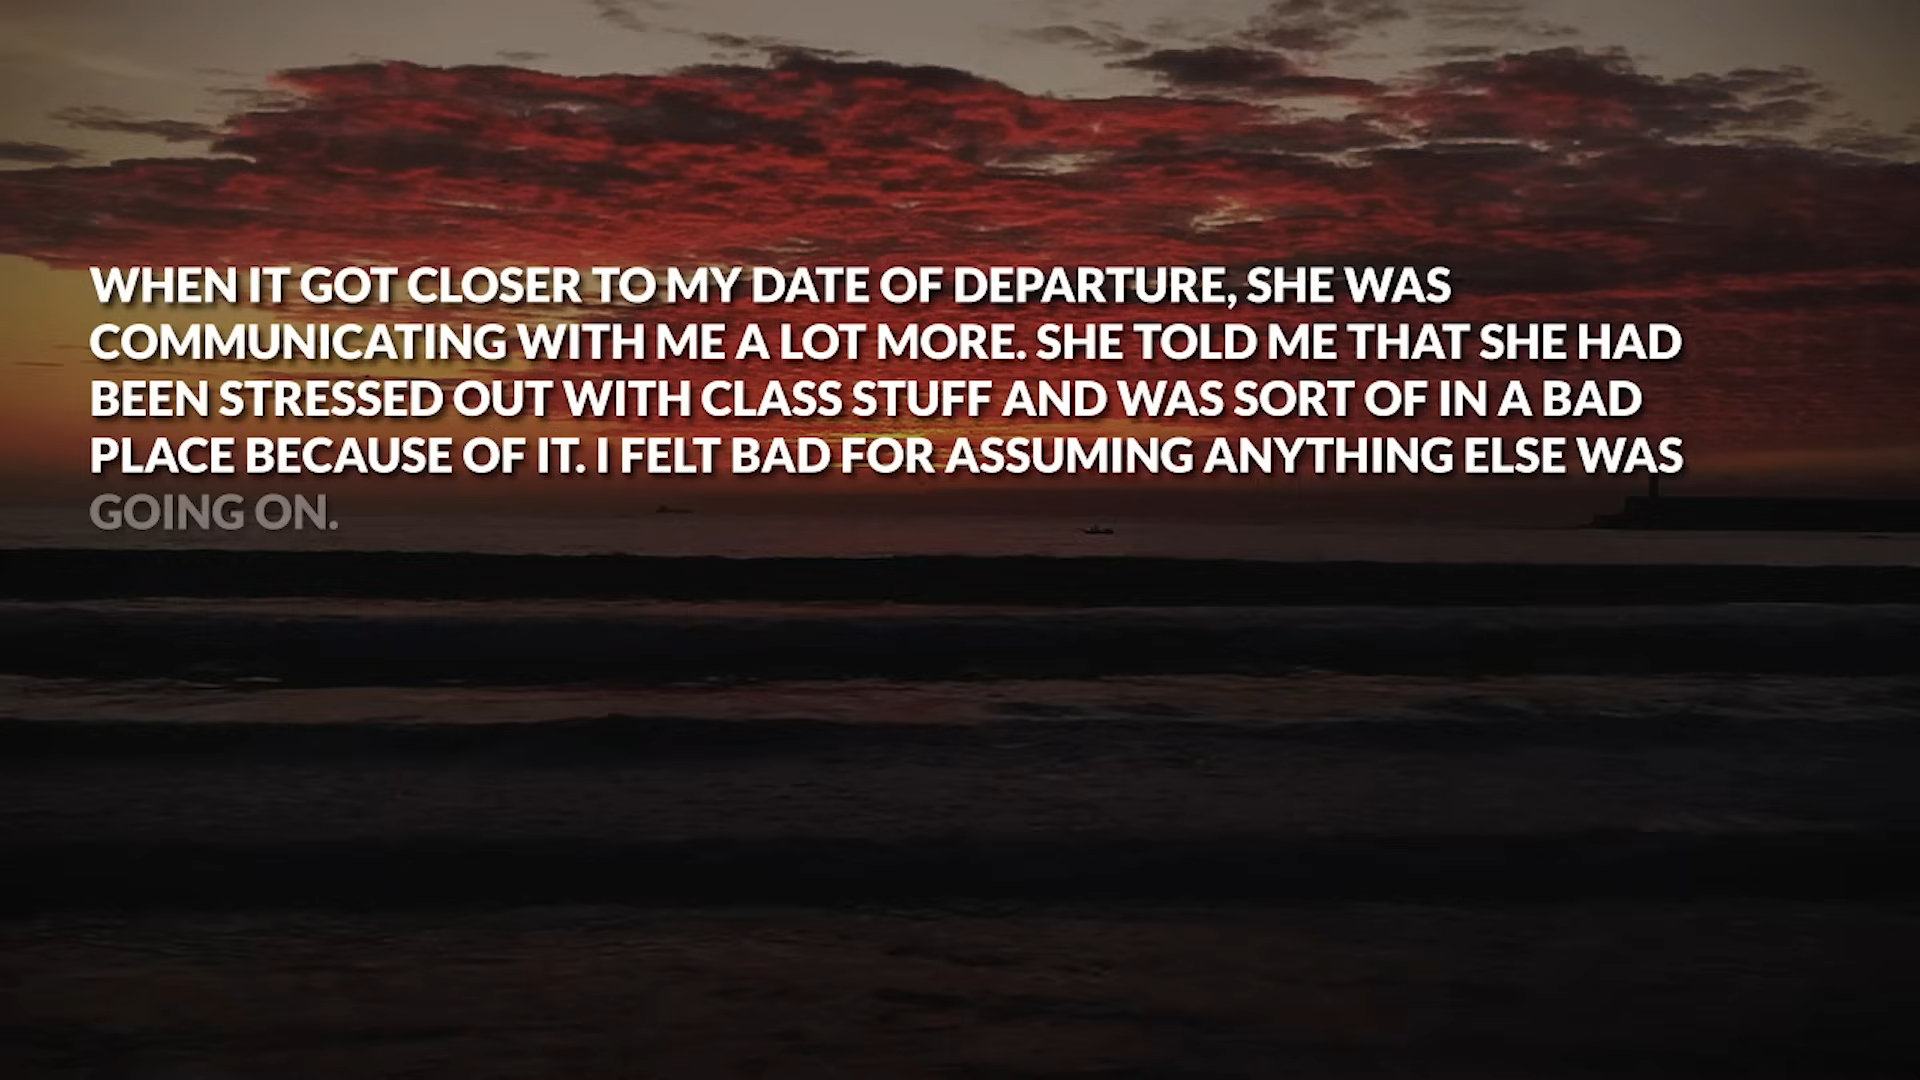 WHEN IT GOT CLOSER TO MY DATE OF DEPARTURE, SHE WAS
COMMUNICATING WITH ME A LOT MORE. SHE TOLD ME THAT SHE HAD
BEEN STRESSED OUT WITH CLASS STUFF AND WAS SORT OF IN A BAD
PLACE BECAUSE OF IT. I FELT BAD FOR ASSUMING ANYTHING ELSE WAS
GOING ON.